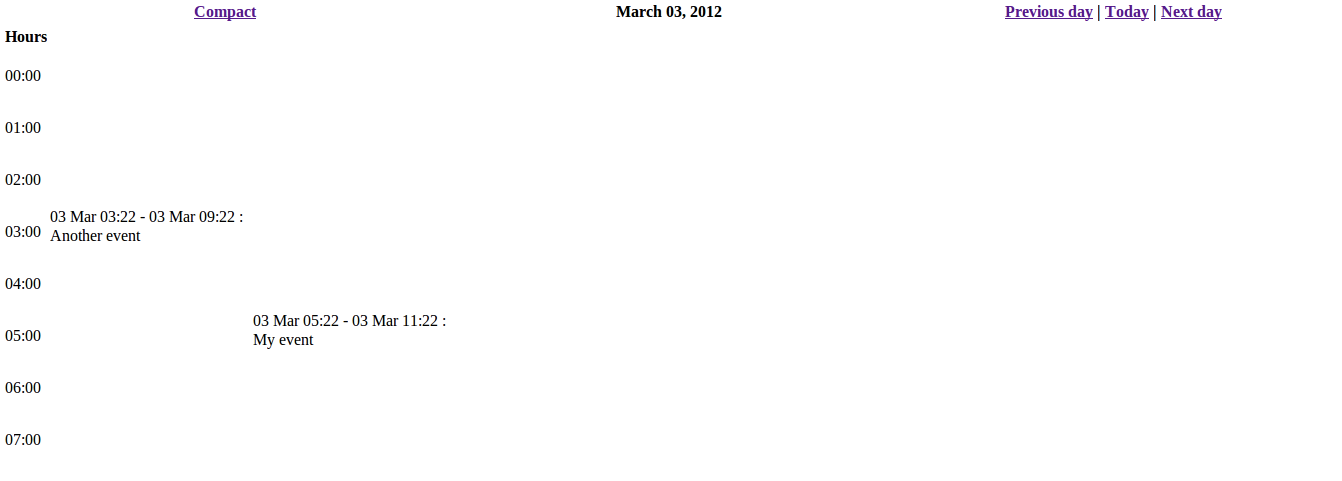 Compact March 03, 2012 Previous day | Today | Next day
Hours
00:00
01:00
02:00
03 Mar 03:22 - 03 Mar 09:22 :
03:00
Another event
04:00
03 Mar 05:22 - 03 Mar 11:22 :
05:00
My event
06:00
07:00